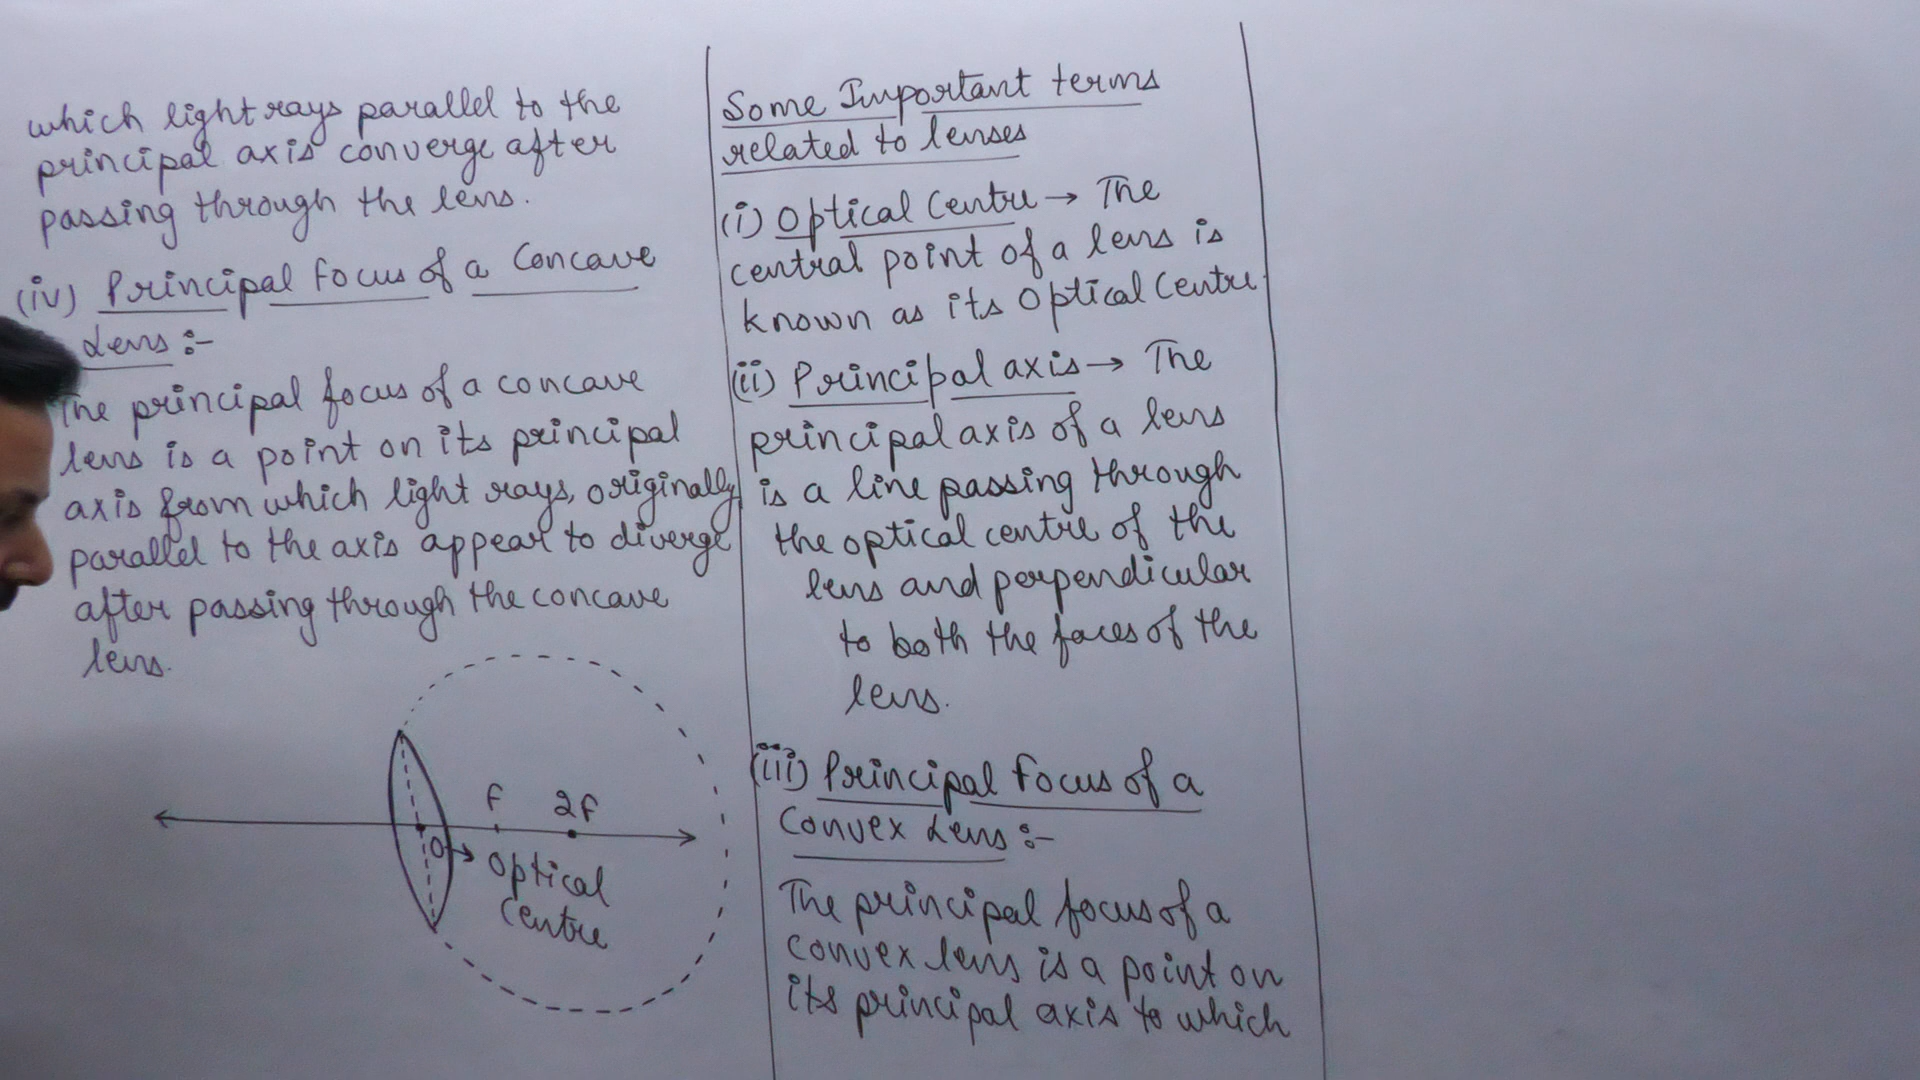 Some Important terms
related to lenses
(i) Optical Centre → The
central point of a lens is
known as its Optical Centre.
(ii) Principal axis → The
principal axis of a lens
is a line passing through
the optical centre of the
lens and perpendicular
to both the faces of the
lens.
(iii) Principal Focus of a
Convex Lens :-
The principal focus of a
convex lens is a point on
its principal axis to which
which light rays parallel to the
principal axis converge after
passing through the lens.
(iv) Principal Focus of a Concave
Lens :-
The principal focus of a concave
lens is a point on its principal
axis from which light rays, originally
parallel to the axis appear to diverge
after passing through the concave
lens.
F 2F
O → Optical
Centre